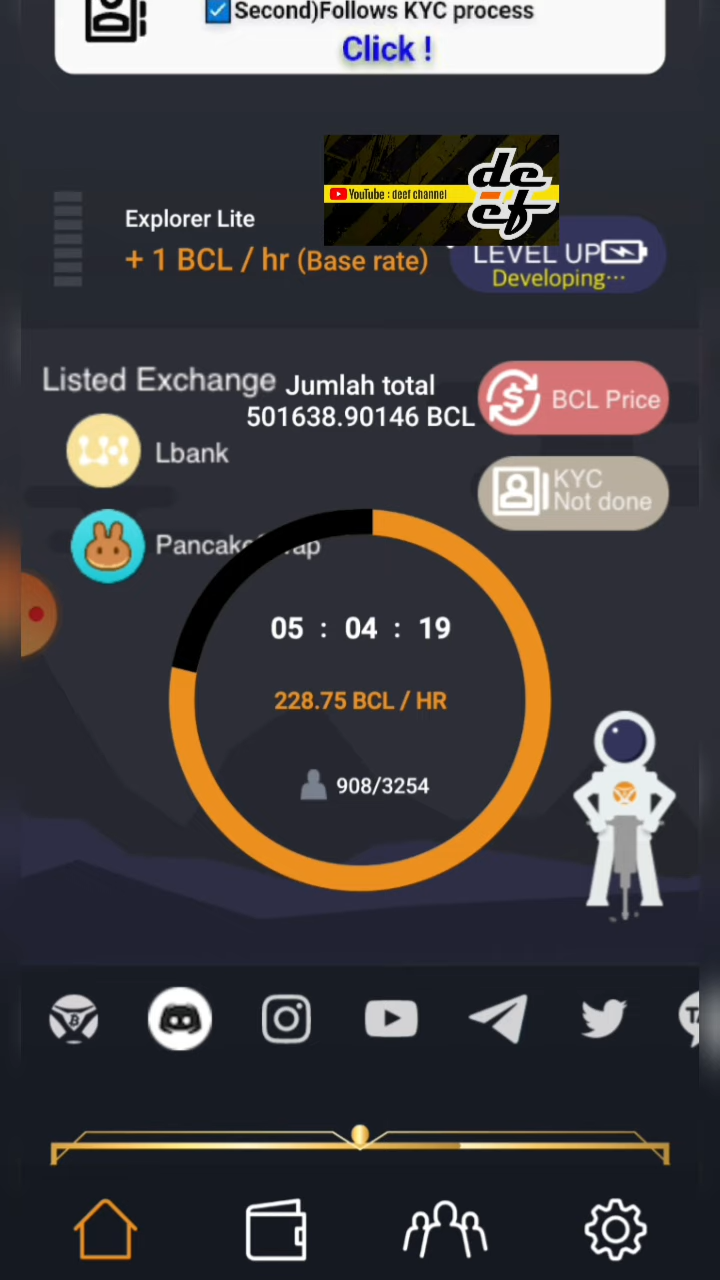 Second)Follows KYC process
Click !
YouTube : deef channel
de
ef
Explorer Lite
+ 1 BCL / hr (Base rate)
LEVEL UP
Developing···
Listed Exchange
Jumlah total
501638.90146 BCL
BCL Price
Lbank
KYC
Not done
05 : 04 : 19
228.75 BCL / HR
908/3254